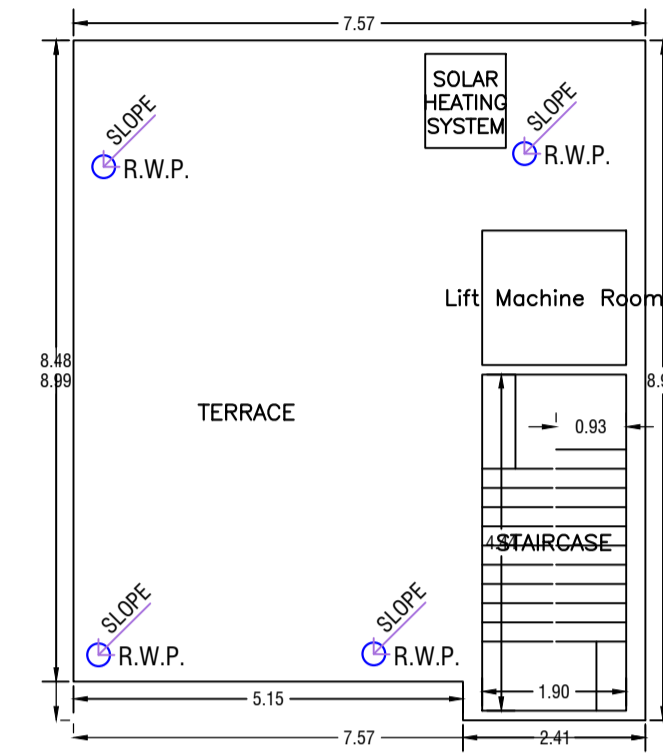 7.57
SOLAR
HEATING
SYSTEM
SLOPE
R.W.P.
SLOPE
R.W.P.
Lift Machine Room
8.48
8.99
TERRACE
0.93
STAIRCASE
SLOPE
R.W.P.
SLOPE
R.W.P.
1.90
5.15
7.57
2.41